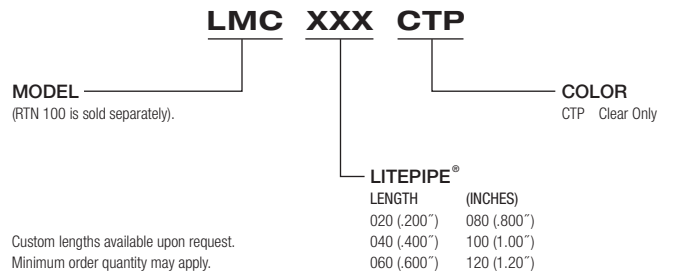 LMC XXX CTP
MODEL
(RTN 100 is sold separately).
COLOR
CTP Clear Only
LITEPIPE®
LENGTH (INCHES)
020 (.200˝) 080 (.800˝)
040 (.400˝) 100 (1.00˝)
060 (.600˝) 120 (1.20˝)
Custom lengths available upon request.
Minimum order quantity may apply.